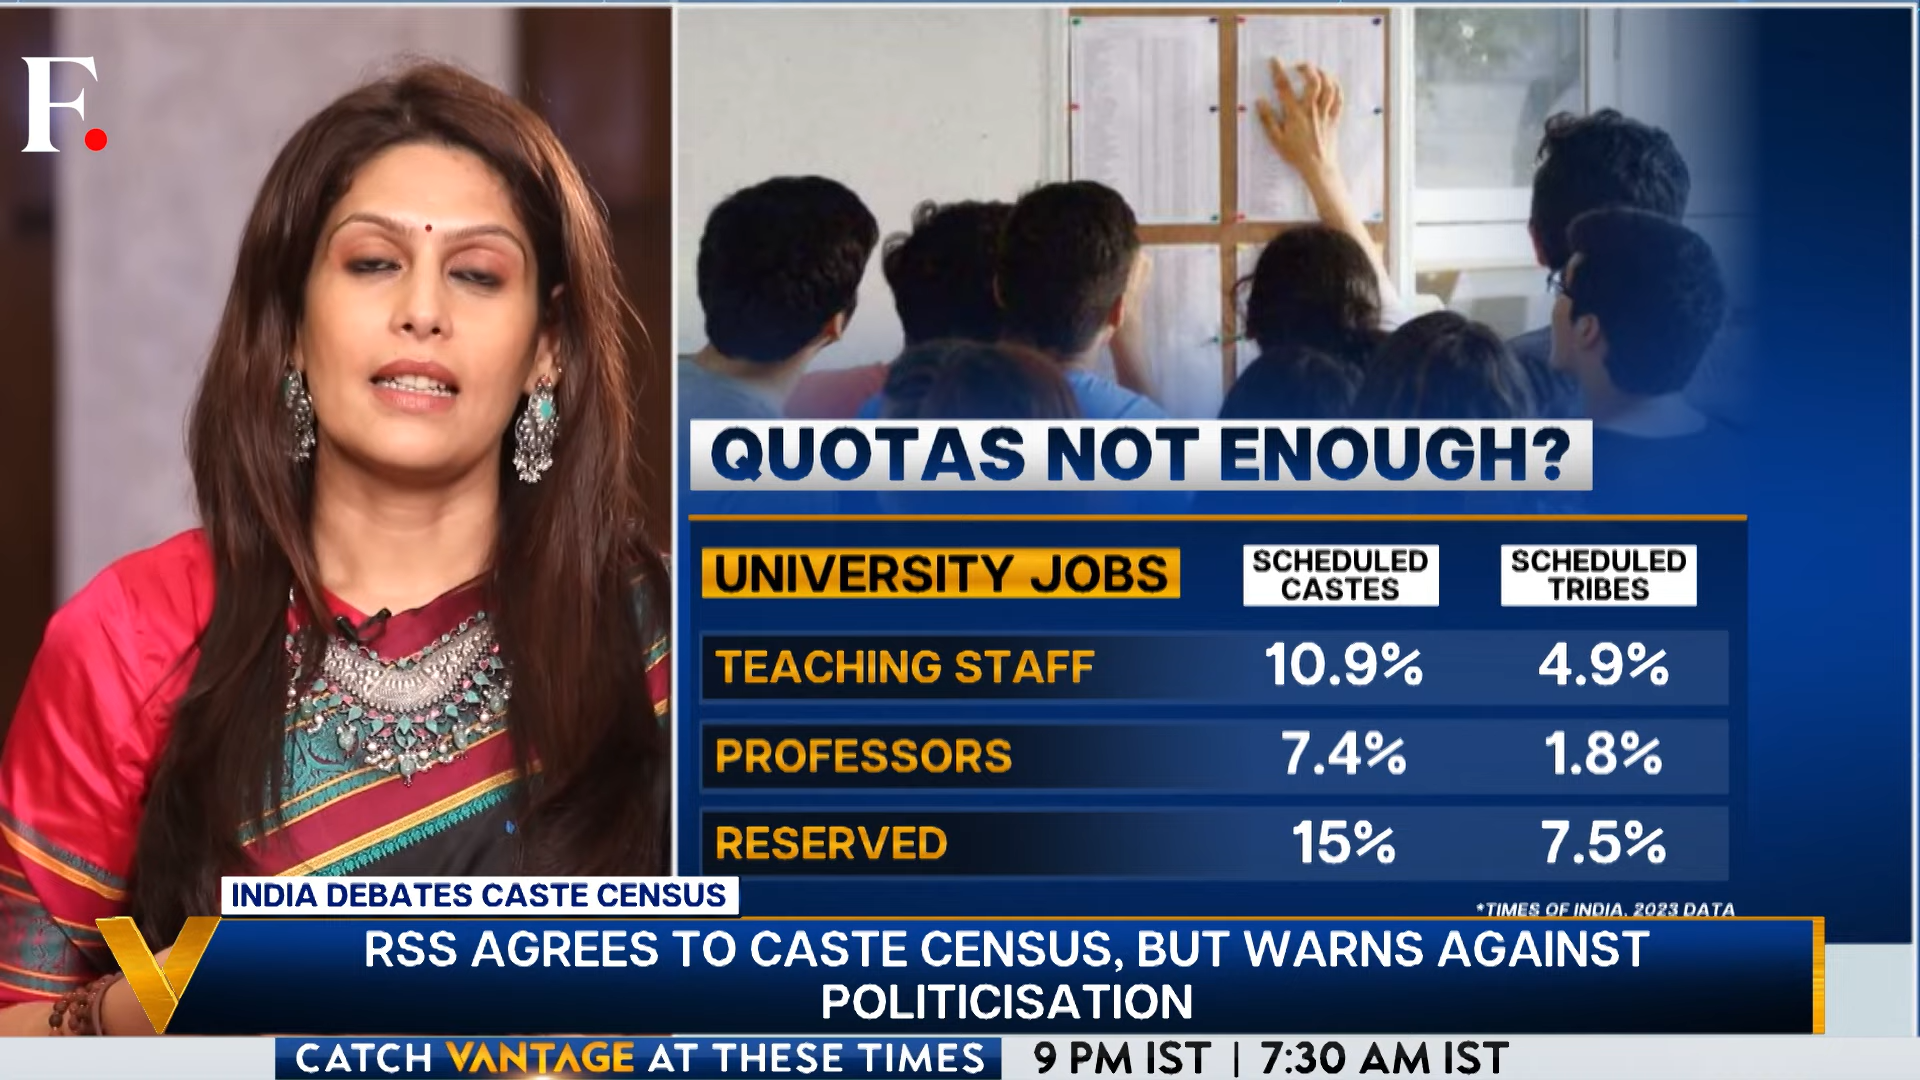 F.
QUOTAS NOT ENOUGH?
UNIVERSITY JOBS SCHEDULED CASTES SCHEDULED TRIBES
TEACHING STAFF 10.9% 4.9%
PROFESSORS 7.4% 1.8%
RESERVED 15% 7.5%
*TIMES OF INDIA, 2023 DATA
INDIA DEBATES CASTE CENSUS
V
RSS AGREES TO CASTE CENSUS, BUT WARNS AGAINST
POLITICISATION
CATCH VANTAGE AT THESE TIMES 9 PM IST | 7:30 AM IST